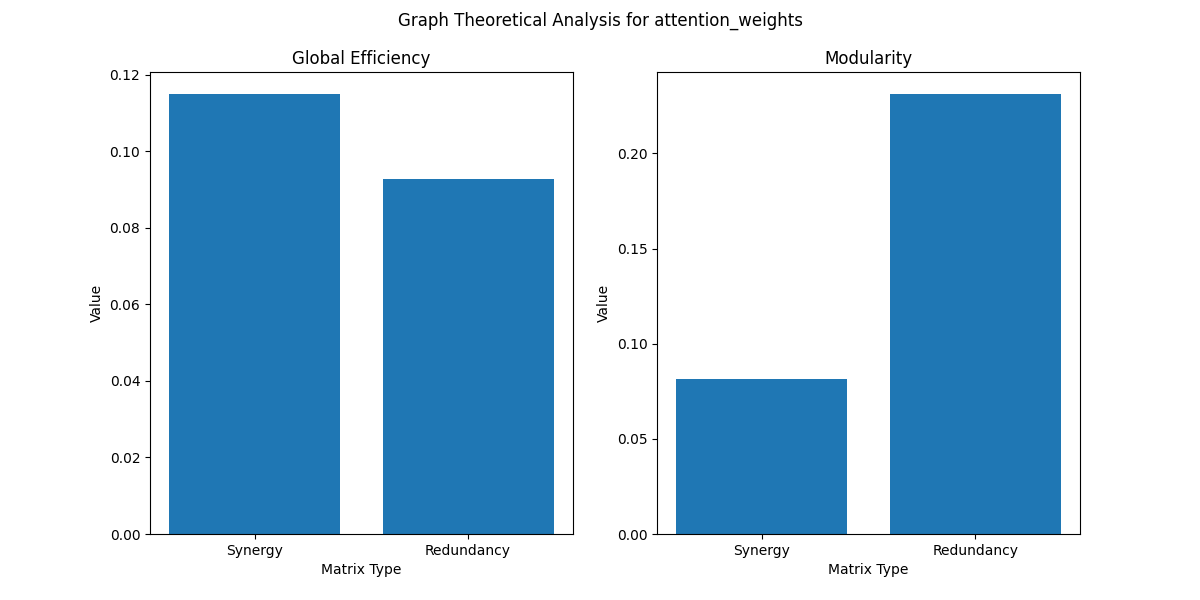 Graph Theoretical Analysis for attention_weights
Global Efficiency
0.12
0.10
0.08
0.06
0.04
0.02
0.00
Value
Synergy Redundancy
Matrix Type
Modularity
0.20
0.15
0.10
0.05
0.00
Value
Synergy Redundancy
Matrix Type